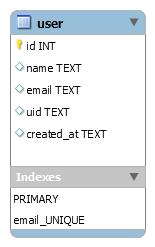 user
id INT
name TEXT
email TEXT
uid TEXT
created_at TEXT
Indexes
PRIMARY
email_UNIQUE